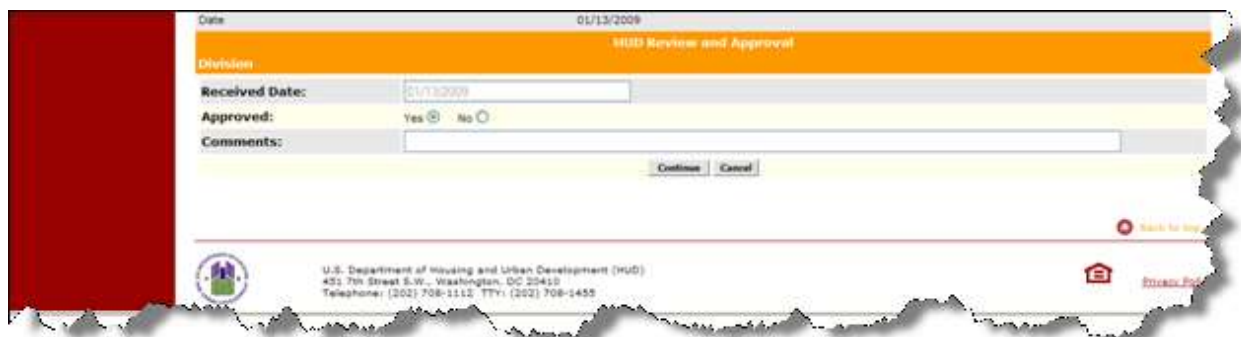 Date 01/13/2009
HUD Review and Approval
Division
Received Date: 01/13/2009
Approved: Yes No
Comments:
Continue Cancel
Back to top
U.S. Department of Housing and Urban Development (HUD)
451 7th Street S.W., Washington, DC 20410
Telephone: (202) 708-1112 TTY: (202) 708-1455
Privacy Pol